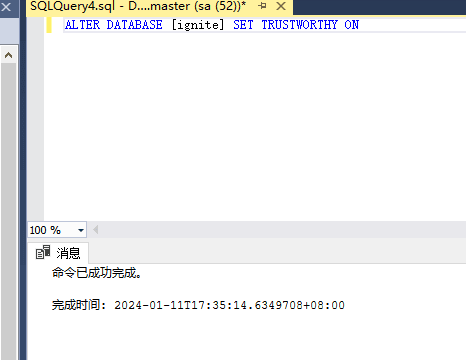 SQLQuery4.sql - D....master (sa (52))*
ALTER DATABASE [ignite] SET TRUSTWORTHY ON
100 %
消息
命令已成功完成。
完成时间: 2024-01-11T17:35:14.6349708+08:00